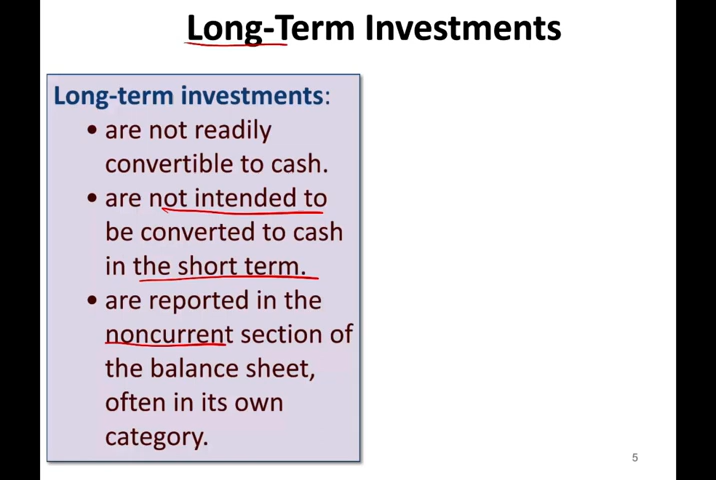 Long-Term Investments
Long-term investments:
• are not readily
convertible to cash.
• are not intended to
be converted to cash
in the short term.
• are reported in the
noncurrent section of
the balance sheet,
often in its own
category.
5